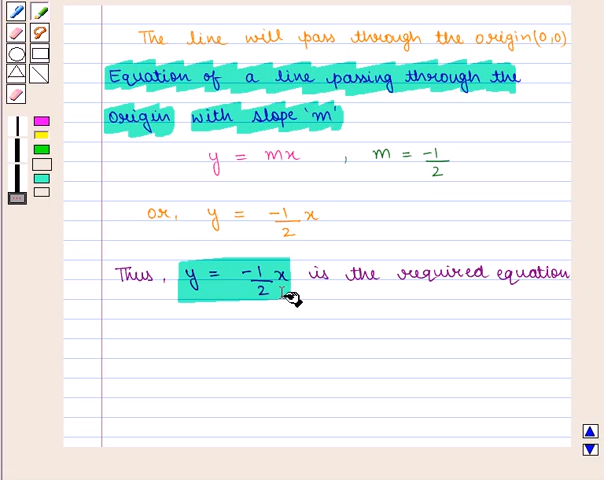 The line will pass through the origin (0,0)
Equation of a line passing through the
origin with slope 'm'
y = mx , m = -1/2
or, y = -1/2 x
Thus, y = -1/2 x is the required equation